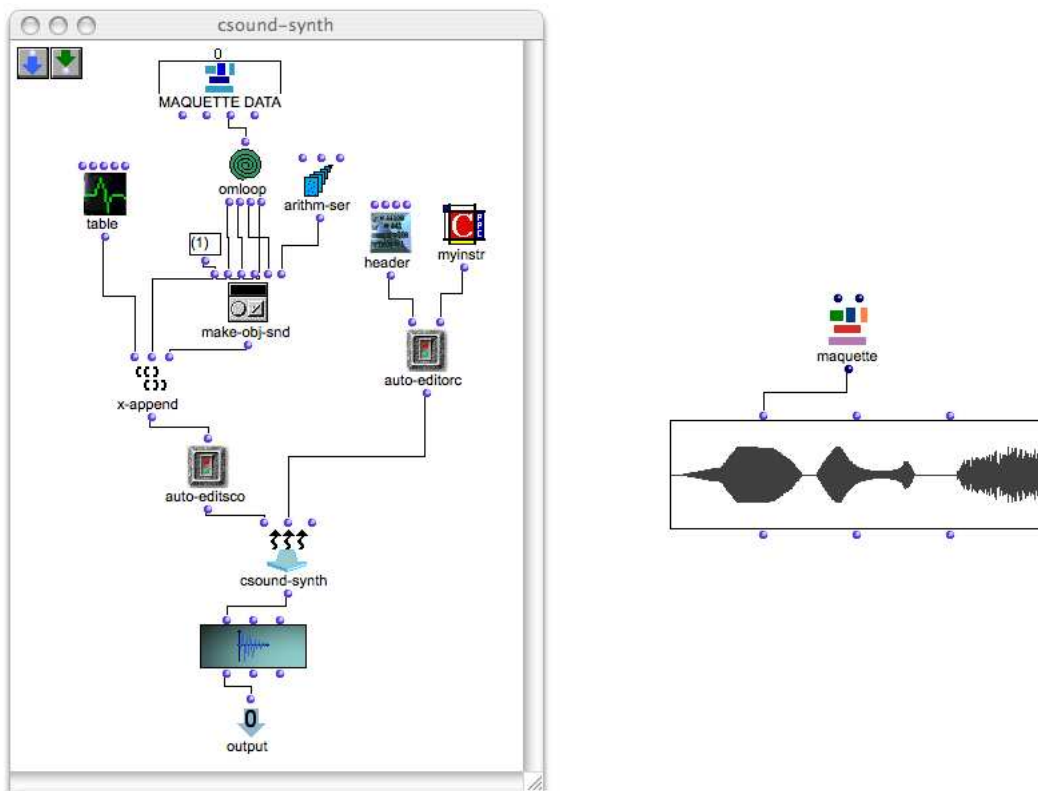 csound-synth
0
MAQUETTE DATA
omloop
arithm-ser
table
(1)
header
myinstr
make-obj-snd
auto-editorc
x-append
maquette
auto-editsco
csound-synth
0
output